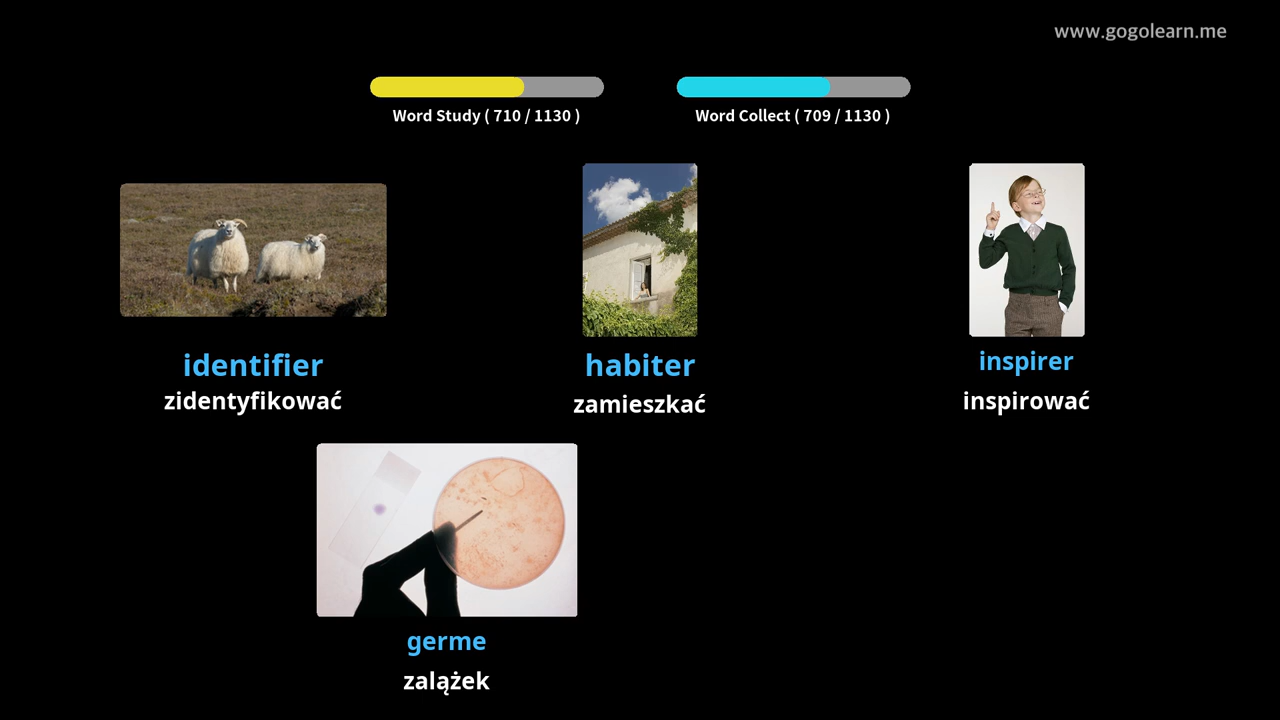 www.gogolearn.me
Word Study ( 710 / 1130 )
Word Collect ( 709 / 1130 )
identifier
zidentyfikować
habiter
zamieszkać
inspirer
inspirować
germe
zalążek